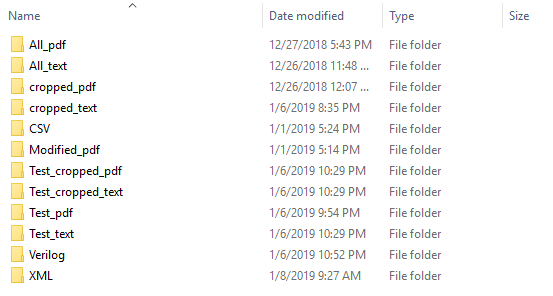 Name Date modified Type Size
All_pdf 12/27/2018 5:43 PM File folder
All_text 12/26/2018 11:48 ... File folder
cropped_pdf 12/26/2018 12:07 ... File folder
cropped_text 1/6/2019 8:35 PM File folder
CSV 1/1/2019 5:24 PM File folder
Modified_pdf 1/1/2019 5:14 PM File folder
Test_cropped_pdf 1/6/2019 10:29 PM File folder
Test_cropped_text 1/6/2019 10:29 PM File folder
Test_pdf 1/6/2019 9:54 PM File folder
Test_text 1/6/2019 10:29 PM File folder
Verilog 1/6/2019 10:52 PM File folder
XML 1/8/2019 9:27 AM File folder